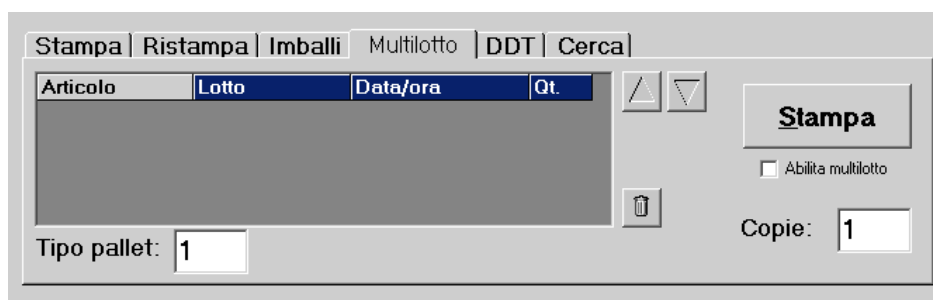 Stampa Ristampa Imballi Multilotto DDT Cerca
Articolo Lotto Data/ora Qt.
Stampa
Abilita multilotto
Copie: 1
Tipo pallet: 1